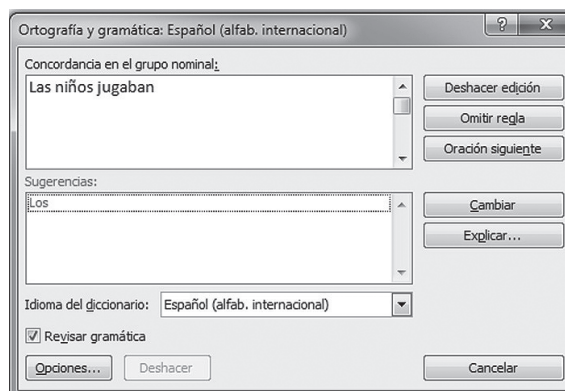 Ortografía y gramática: Español (alfab. internacional)
Concordancia en el grupo nominal:
Las niños jugaban
Deshacer edición
Omitir regla
Oración siguiente
Sugerencias:
Los
Cambiar
Explicar...
Idioma del diccionario: Español (alfab. internacional)
Revisar gramática
Opciones... Deshacer Cancelar